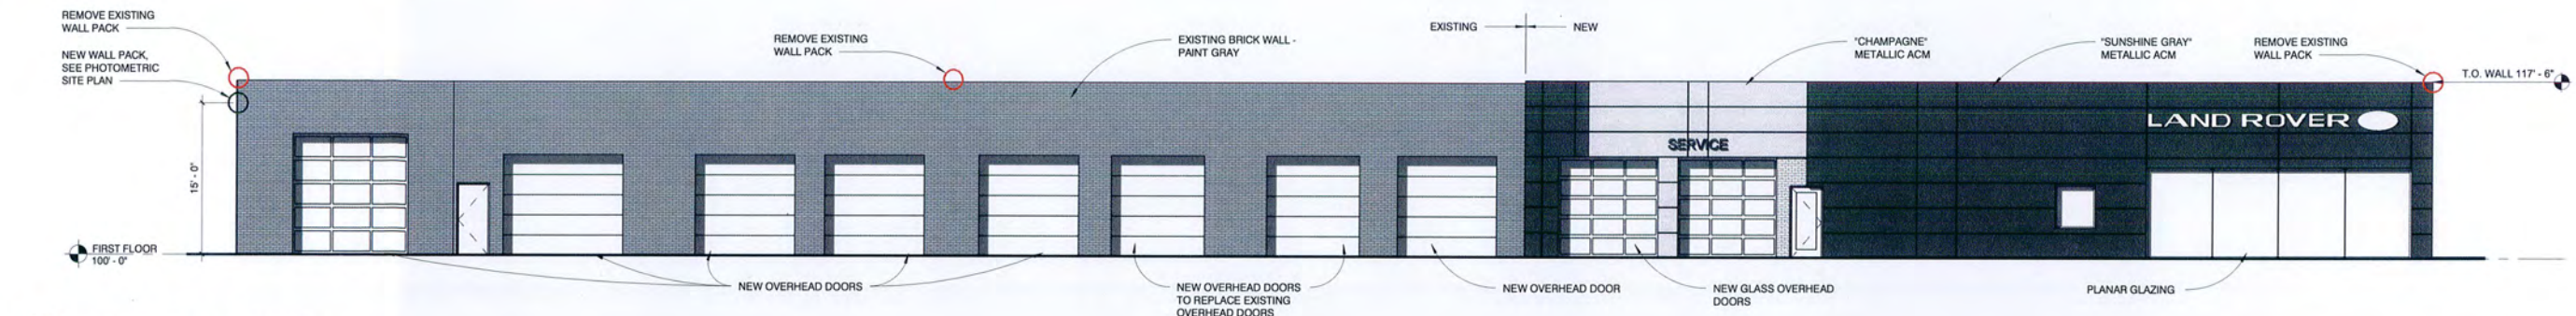 REMOVE EXISTING
WALL PACK
NEW WALL PACK,
SEE PHOTOMETRIC
SITE PLAN
REMOVE EXISTING
WALL PACK
EXISTING BRICK WALL -
PAINT GRAY
EXISTING
NEW
"CHAMPAGNE"
METALLIC ACM
"SUNSHINE GRAY"
METALLIC ACM
REMOVE EXISTING
WALL PACK
T.O. WALL 117' - 6"
LAND ROVER
SERVICE
15' - 0"
FIRST FLOOR
100' - 0"
NEW OVERHEAD DOORS
NEW OVERHEAD DOORS
TO REPLACE EXISTING
OVERHEAD DOORS
NEW OVERHEAD DOOR
NEW GLASS OVERHEAD
DOORS
PLANAR GLAZING